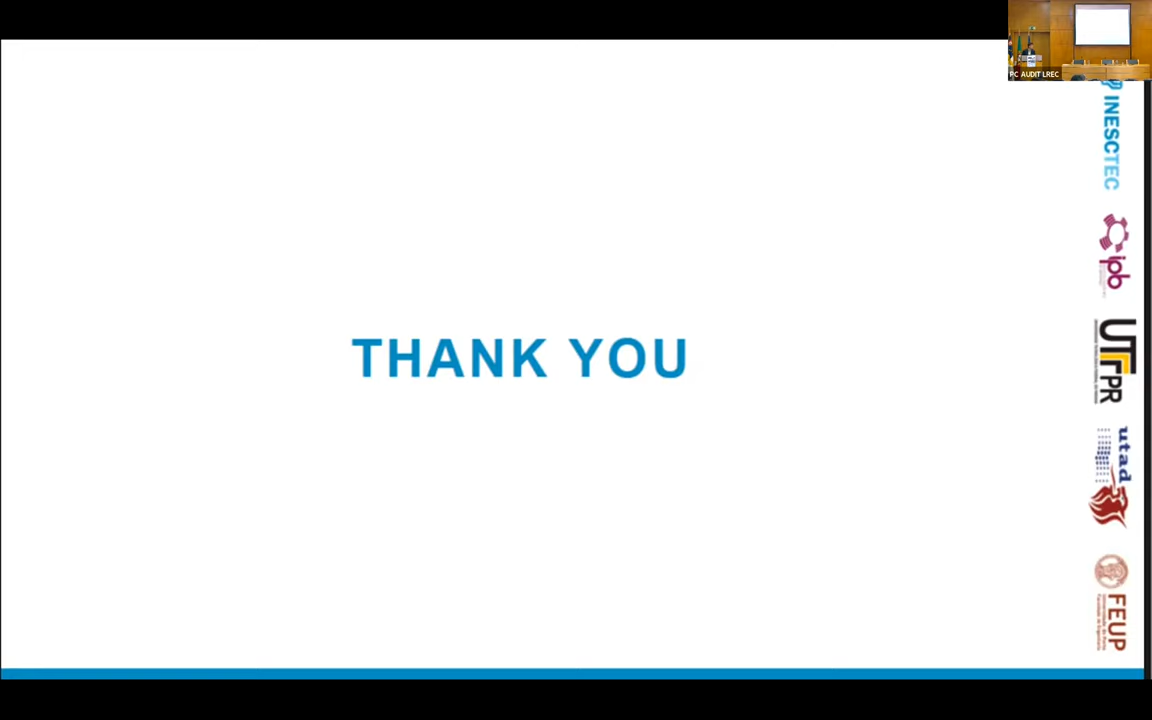 PC AUDIT LREC
INESCTEC
THANK YOU
ipb
UTFPR
utad
FEUP